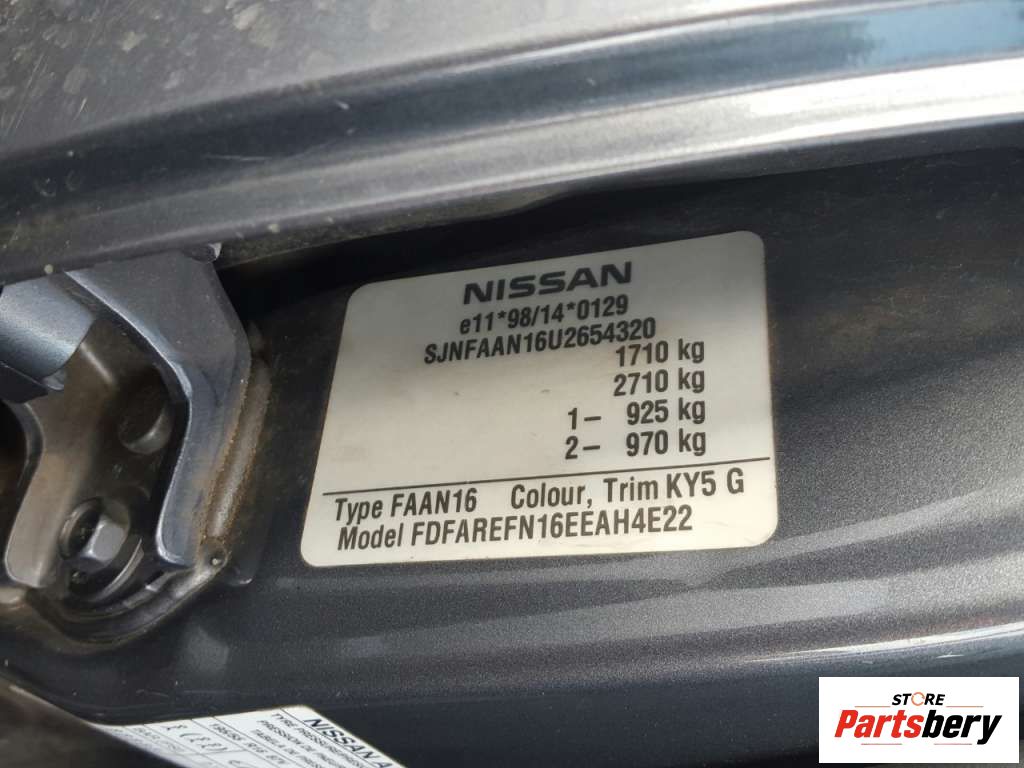 NISSAN
e11*98/14*0129
SJNFAAN16U2654320
1710 kg
2710 kg
1– 925 kg
2– 970 kg
Type FAAN16 Colour, Trim KY5 G
Model FDFAREFN16EEAH4E22
NISSAN A
STORE
Partsbery